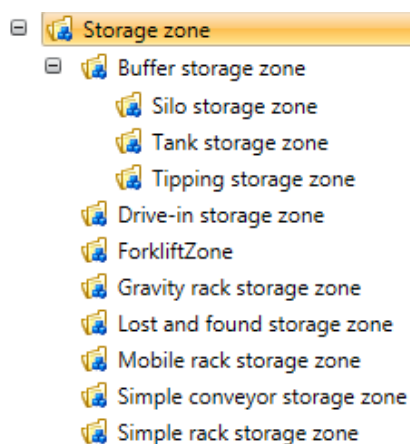 Storage zone
Buffer storage zone
Silo storage zone
Tank storage zone
Tipping storage zone
Drive-in storage zone
ForkliftZone
Gravity rack storage zone
Lost and found storage zone
Mobile rack storage zone
Simple conveyor storage zone
Simple rack storage zone